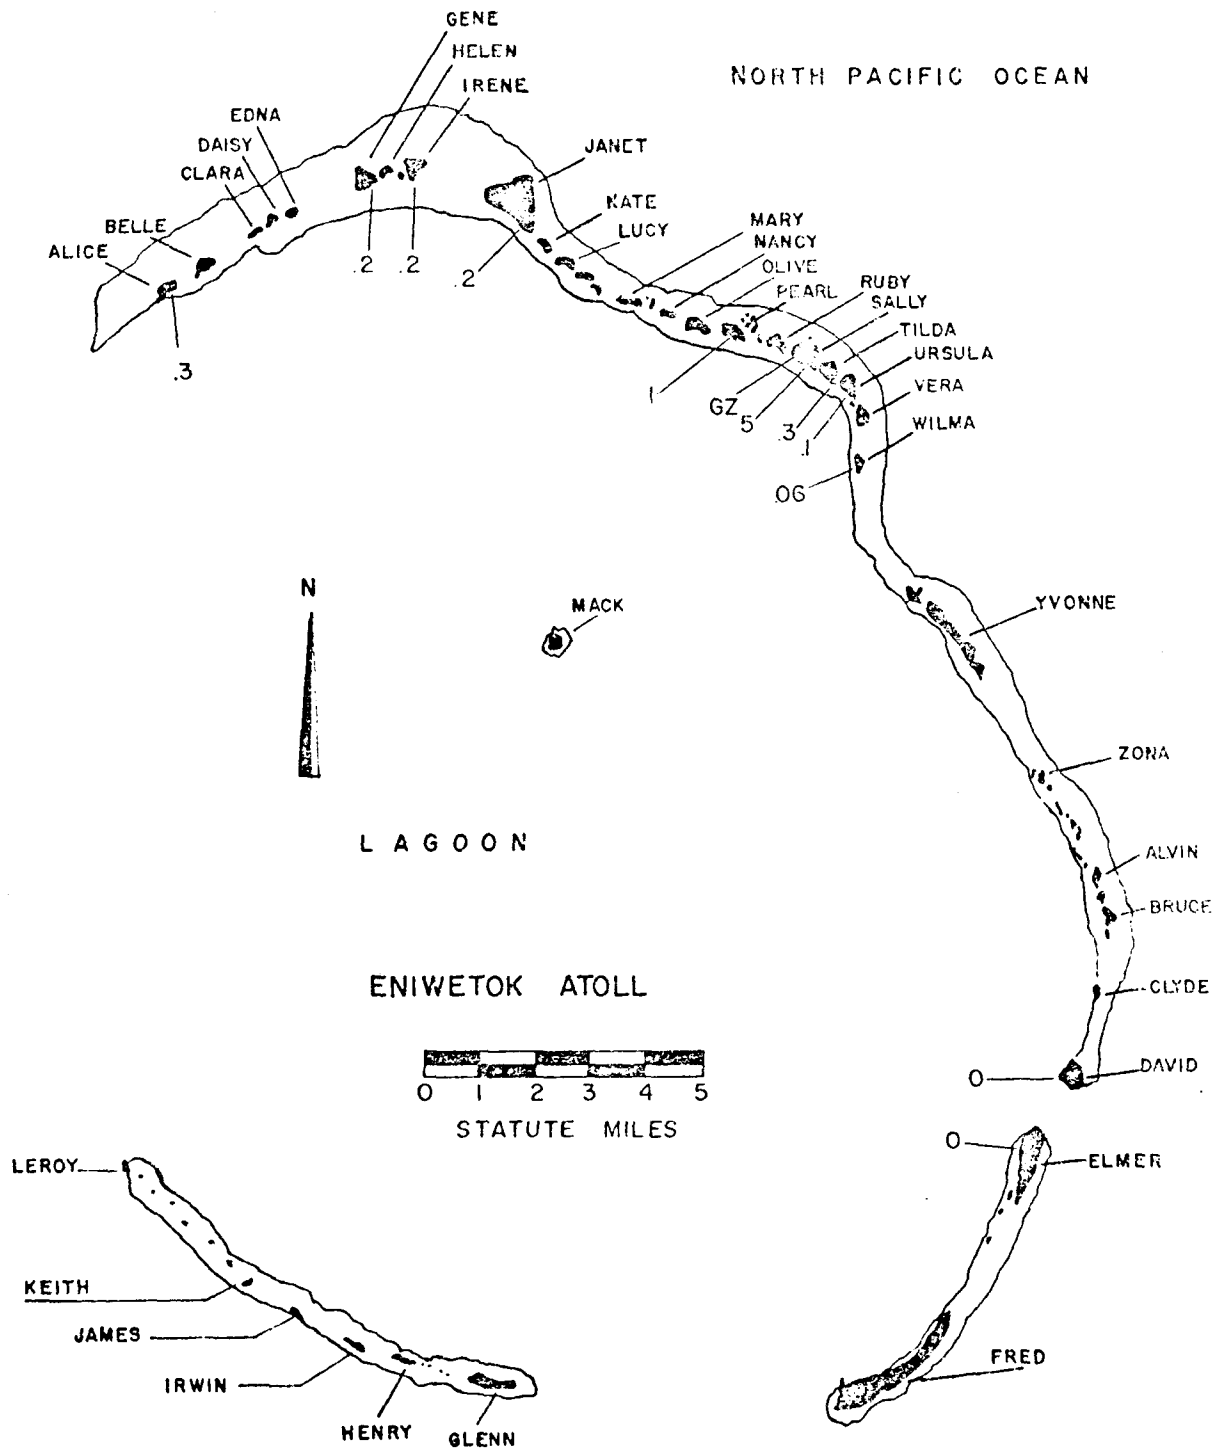 GENE
HELEN
IRENE
NORTH PACIFIC OCEAN
EDNA
DAISY
CLARA
JANET
BELLE
ALICE
KATE
LUCY
MARY
NANCY
OLIVE
PEARL
RUBY
SALLY
TILDA
URSULA
VERA
WILMA
.2 .2
.2
.3
1
GZ
5
.3
.1
.06
N
MACK
YVONNE
ZONA
LAGOON
ALVIN
BRUCE
ENIWETOK ATOLL
CLYDE
0 1 2 3 4 5
STATUTE MILES
0
DAVID
0
ELMER
LEROY
KEITH
JAMES
IRWIN
HENRY
GLENN
FRED